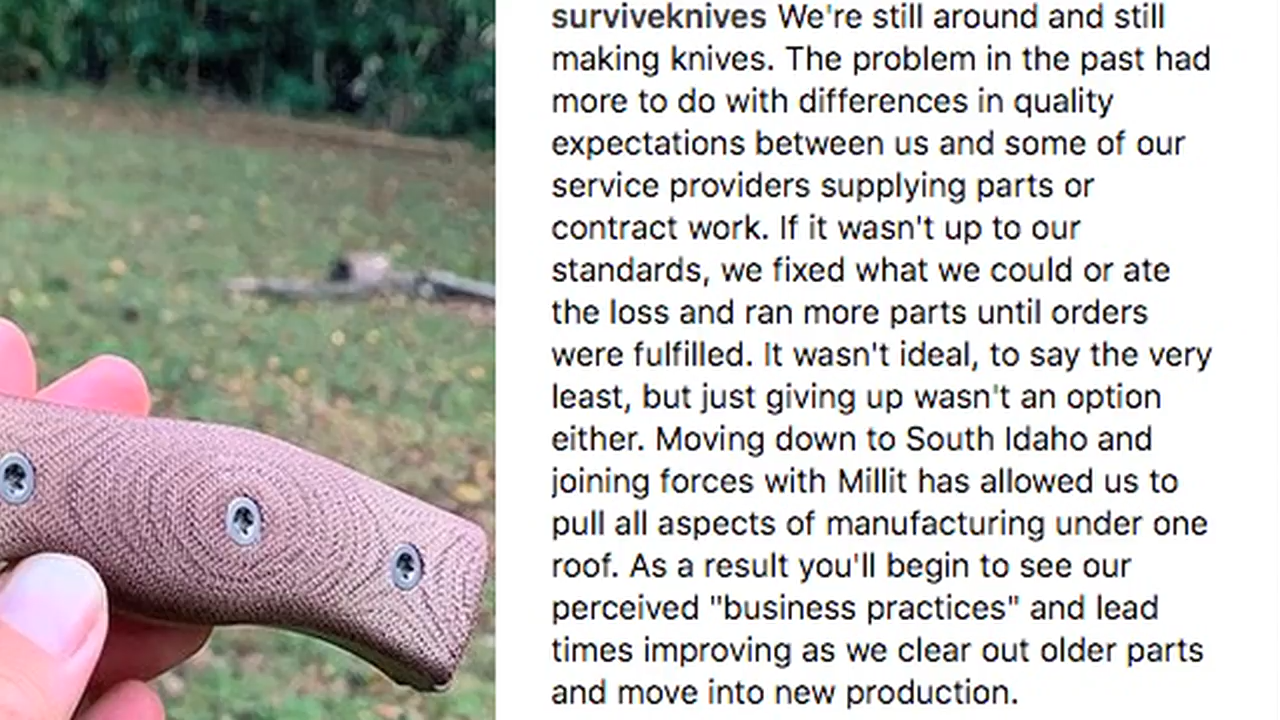 surviveknives We're still around and still
making knives. The problem in the past had
more to do with differences in quality
expectations between us and some of our
service providers supplying parts or
contract work. If it wasn't up to our
standards, we fixed what we could or ate
the loss and ran more parts until orders
were fulfilled. It wasn't ideal, to say the very
least, but just giving up wasn't an option
either. Moving down to South Idaho and
joining forces with Millit has allowed us to
pull all aspects of manufacturing under one
roof. As a result you'll begin to see our
perceived "business practices" and lead
times improving as we clear out older parts
and move into new production.